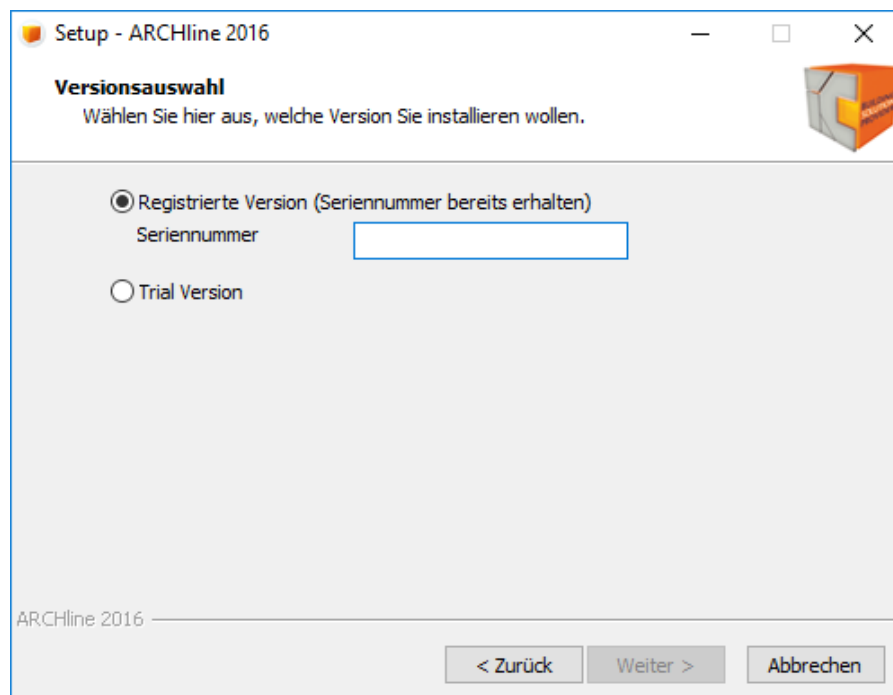 Setup - ARCHline 2016
Versionsauswahl
Wählen Sie hier aus, welche Version Sie installieren wollen.
Registrierte Version (Seriennummer bereits erhalten)
Seriennummer
Trial Version
ARCHline 2016
< Zurück
Weiter >
Abbrechen